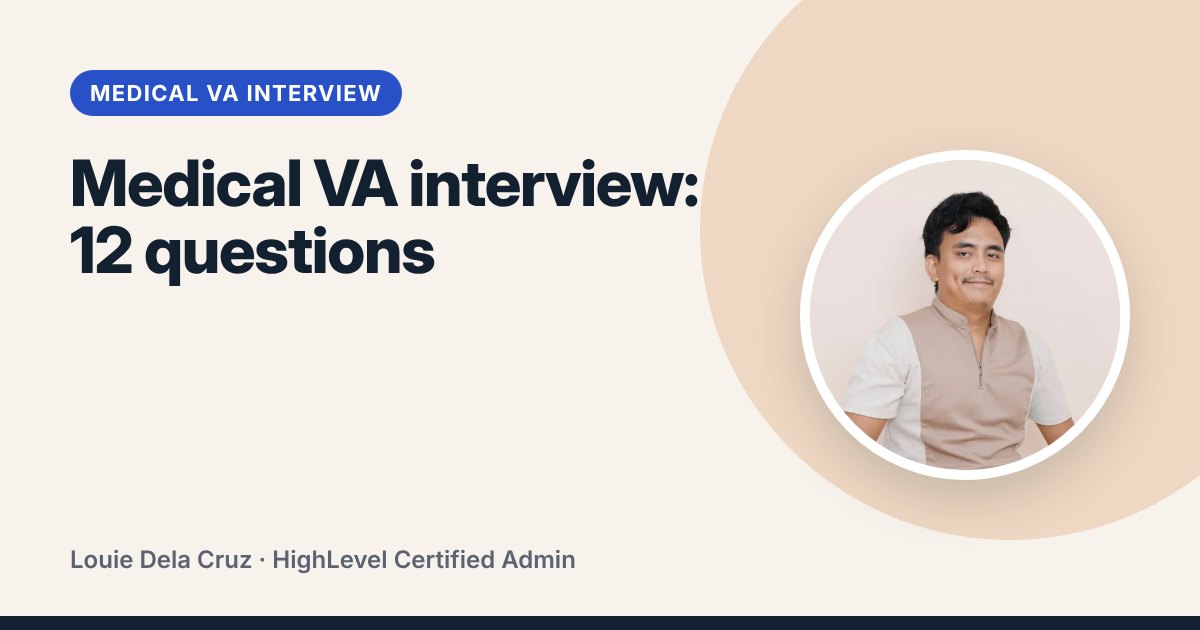 MEDICAL VA INTERVIEW
Medical VA interview:
12 questions
Louie Dela Cruz · HighLevel Certified Admin